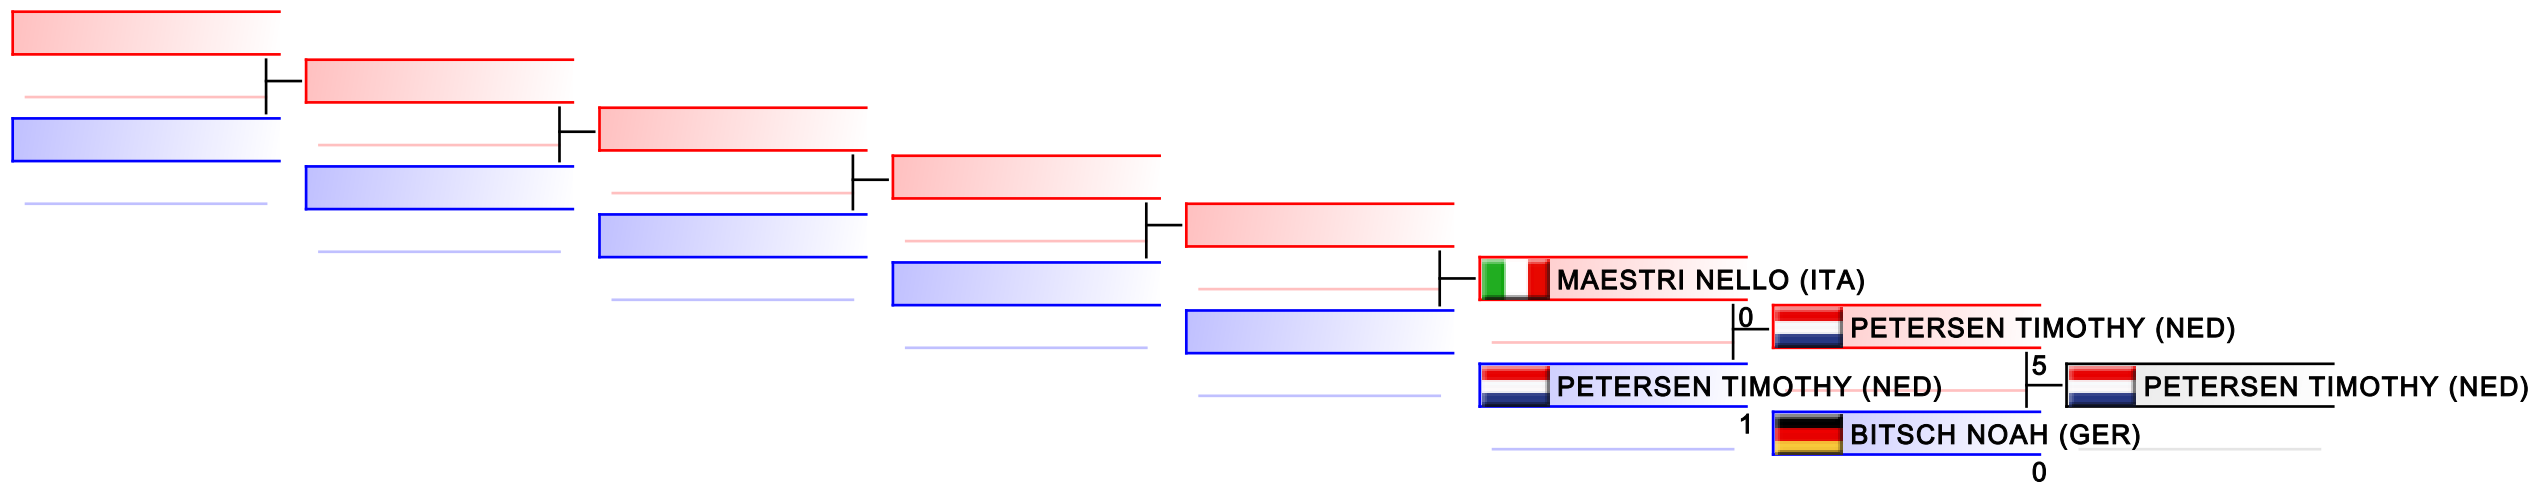 MAESTRI NELLO (ITA)
0
PETERSEN TIMOTHY (NED)
1
PETERSEN TIMOTHY (NED)
5
BITSCH NOAH (GER)
0
PETERSEN TIMOTHY (NED)